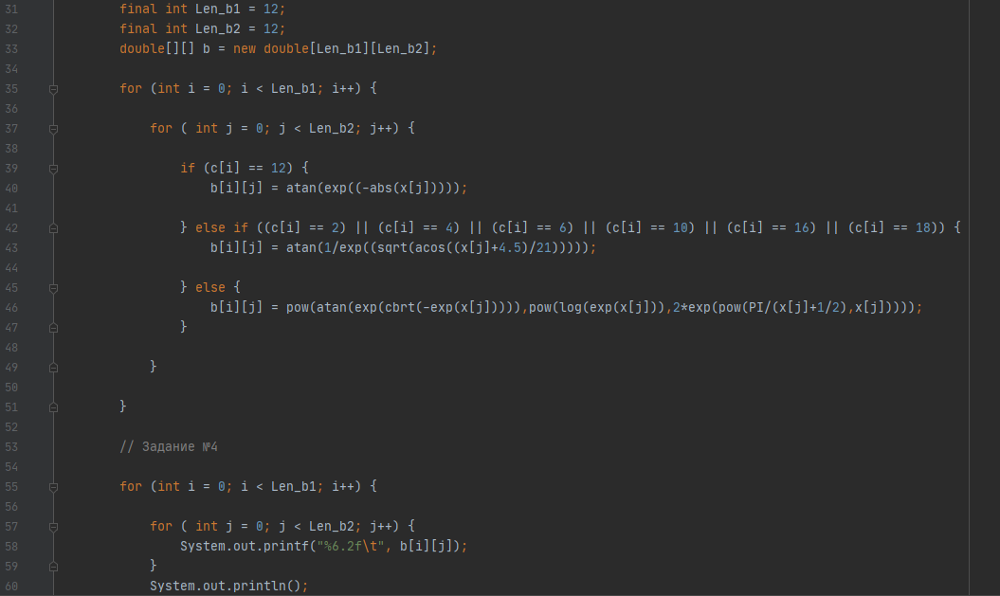 31 final int Len_b1 = 12;
32 final int Len_b2 = 12;
33 double[][] b = new double[Len_b1][Len_b2];
34
35 for (int i = 0; i < Len_b1; i++) {
36
37 for ( int j = 0; j < Len_b2; j++) {
38
39 if (c[i] == 12) {
40 b[i][j] = atan(exp((-abs(x[j]))));
41
42 } else if ((c[i] == 2) || (c[i] == 4) || (c[i] == 6) || (c[i] == 10) || (c[i] == 16) || (c[i] == 18)) {
43 b[i][j] = atan(1/exp((sqrt(acos((x[j]+4.5)/21)))));
44
45 } else {
46 b[i][j] = pow(atan(exp(cbrt(-exp(x[j])))),pow(log(exp(x[j])),2*exp(pow(PI/(x[j]+1/2),x[j]))));
47 }
48
49 }
50
51 }
52
53 // Задание №4
54
55 for (int i = 0; i < Len_b1; i++) {
56
57 for ( int j = 0; j < Len_b2; j++) {
58 System.out.printf("%6.2f\t", b[i][j]);
59 }
60 System.out.println();